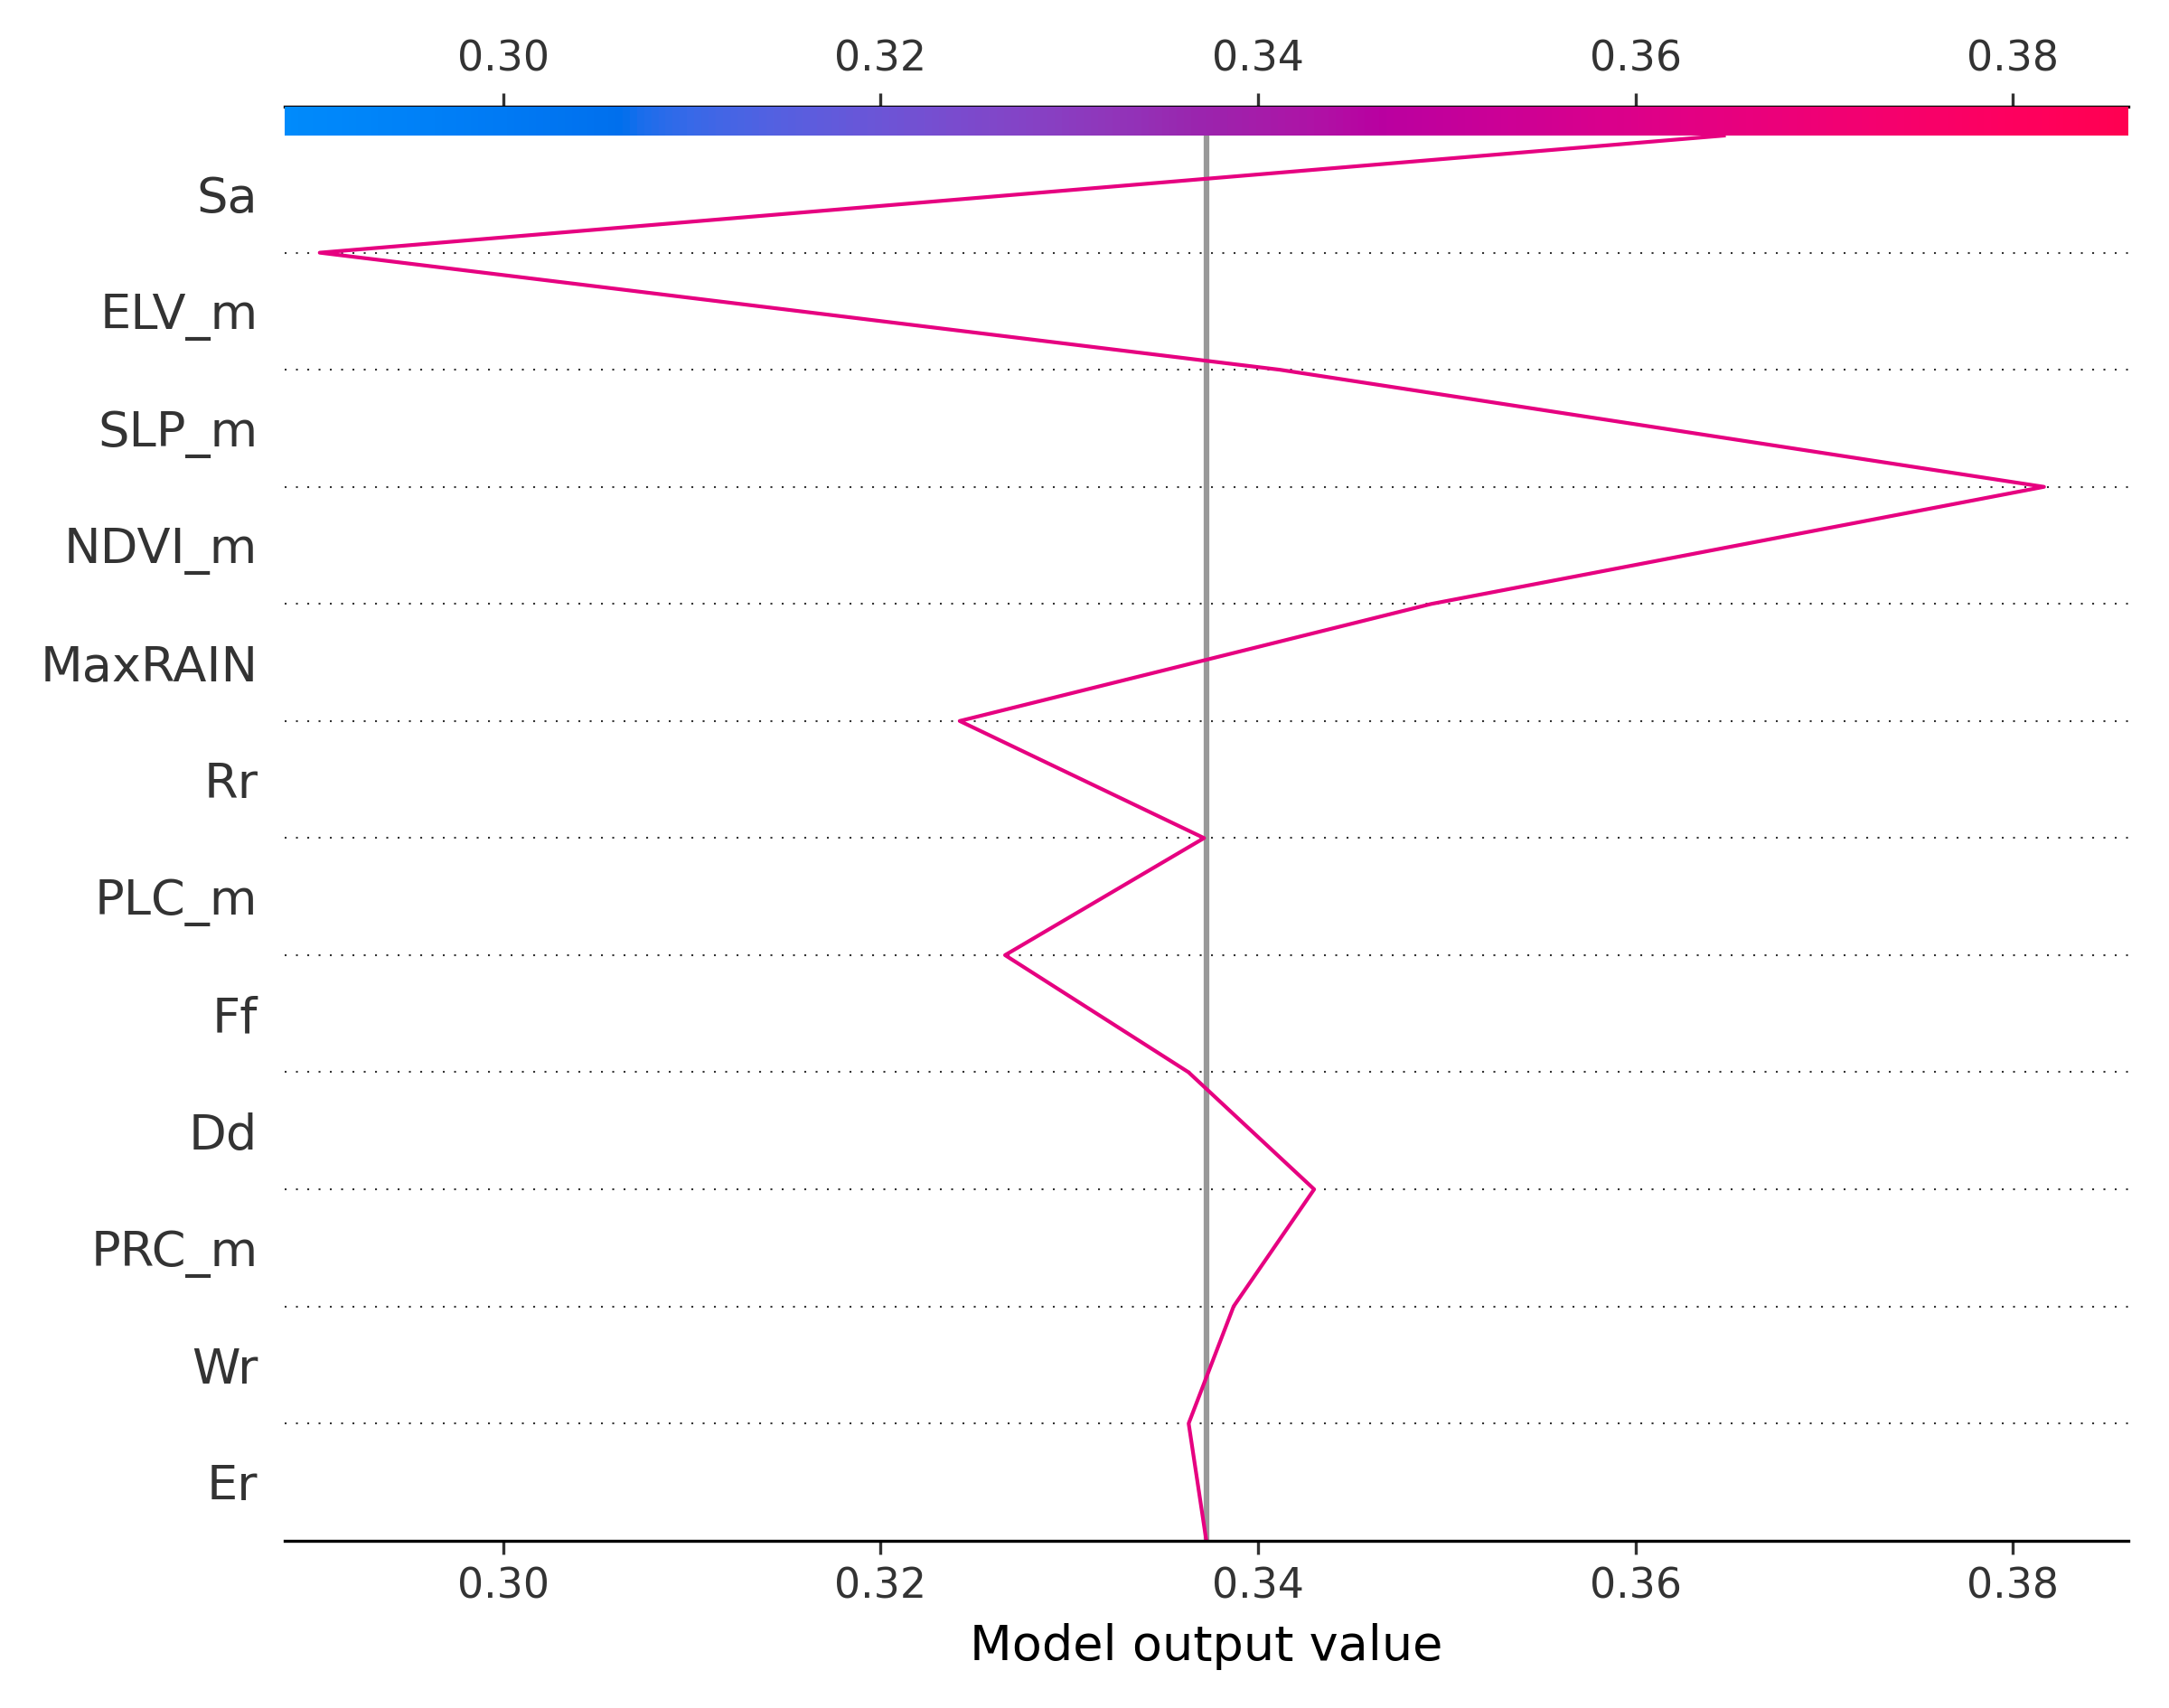 0.30 0.32 0.34 0.36 0.38
Sa
ELV_m
SLP_m
NDVI_m
MaxRAIN
Rr
PLC_m
Ff
Dd
PRC_m
Wr
Er
0.30 0.32 0.34 0.36 0.38
Model output value